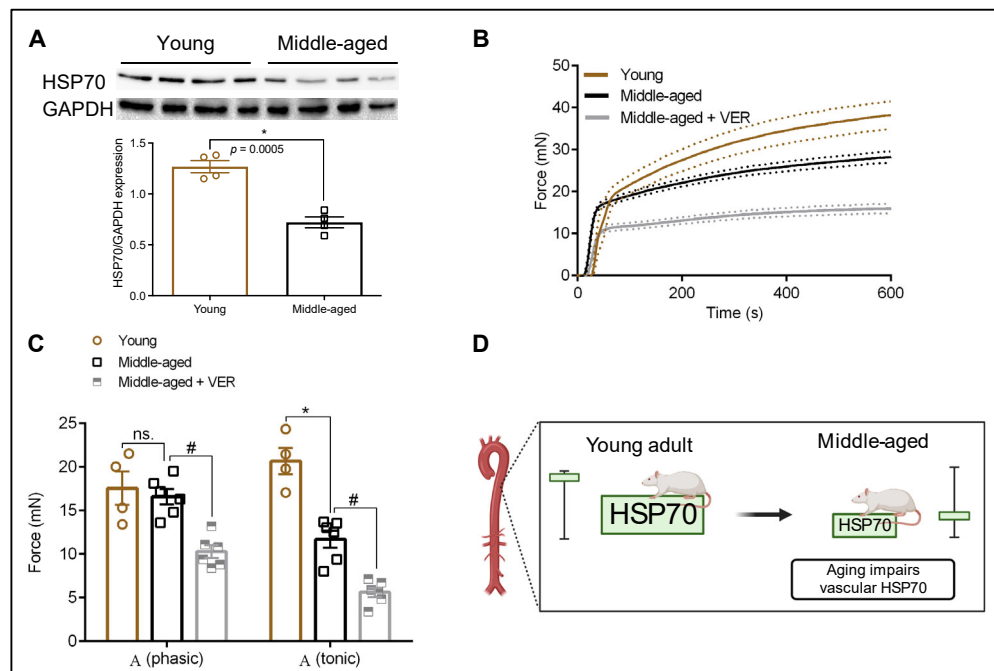 A
Young Middle-aged
HSP70
GAPDH
*
p = 0.0005
HSP70/GAPDH expression
1.5
1.0
0.5
0.0
Young Middle-aged
B
Young
Middle-aged
Middle-aged + VER
Force (mN)
50
40
30
20
10
0
0 200 400 600
Time (s)
C
Young
Middle-aged
Middle-aged + VER
Force (mN)
25
20
15
10
5
0
ns. # * #
A (phasic) A (tonic)
D
Young adult Middle-aged
HSP70 HSP70
Aging impairs
vascular HSP70